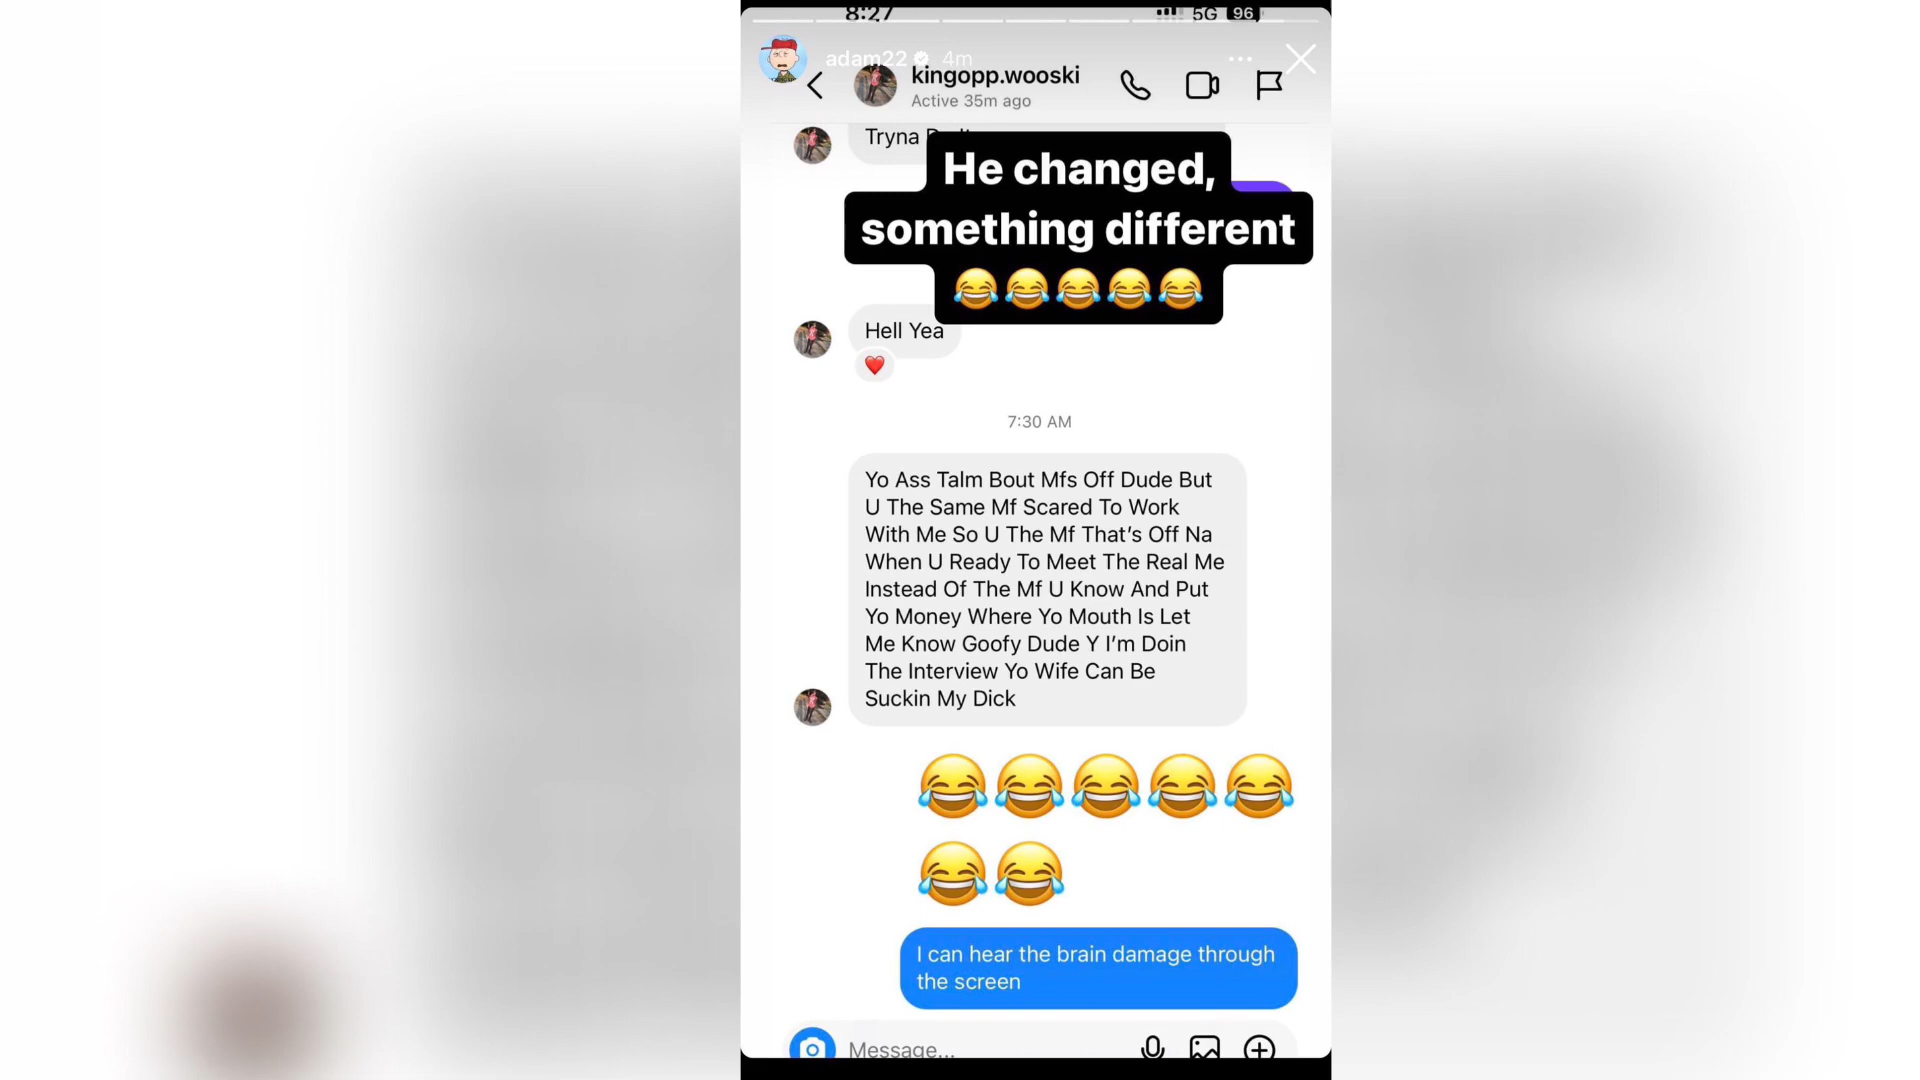 8:27
5G 96
adam22 4m
kingopp.wooski
Active 35m ago
Tryna
He changed,
something different
😂😂😂😂😂
Hell Yea
❤️
7:30 AM
Yo Ass Talm Bout Mfs Off Dude But
U The Same Mf Scared To Work
With Me So U The Mf That's Off Na
When U Ready To Meet The Real Me
Instead Of The Mf U Know And Put
Yo Money Where Yo Mouth Is Let
Me Know Goofy Dude Y I'm Doin
The Interview Yo Wife Can Be
Suckin My Dick
😂😂😂😂😂
😂😂
I can hear the brain damage through
the screen
Message...